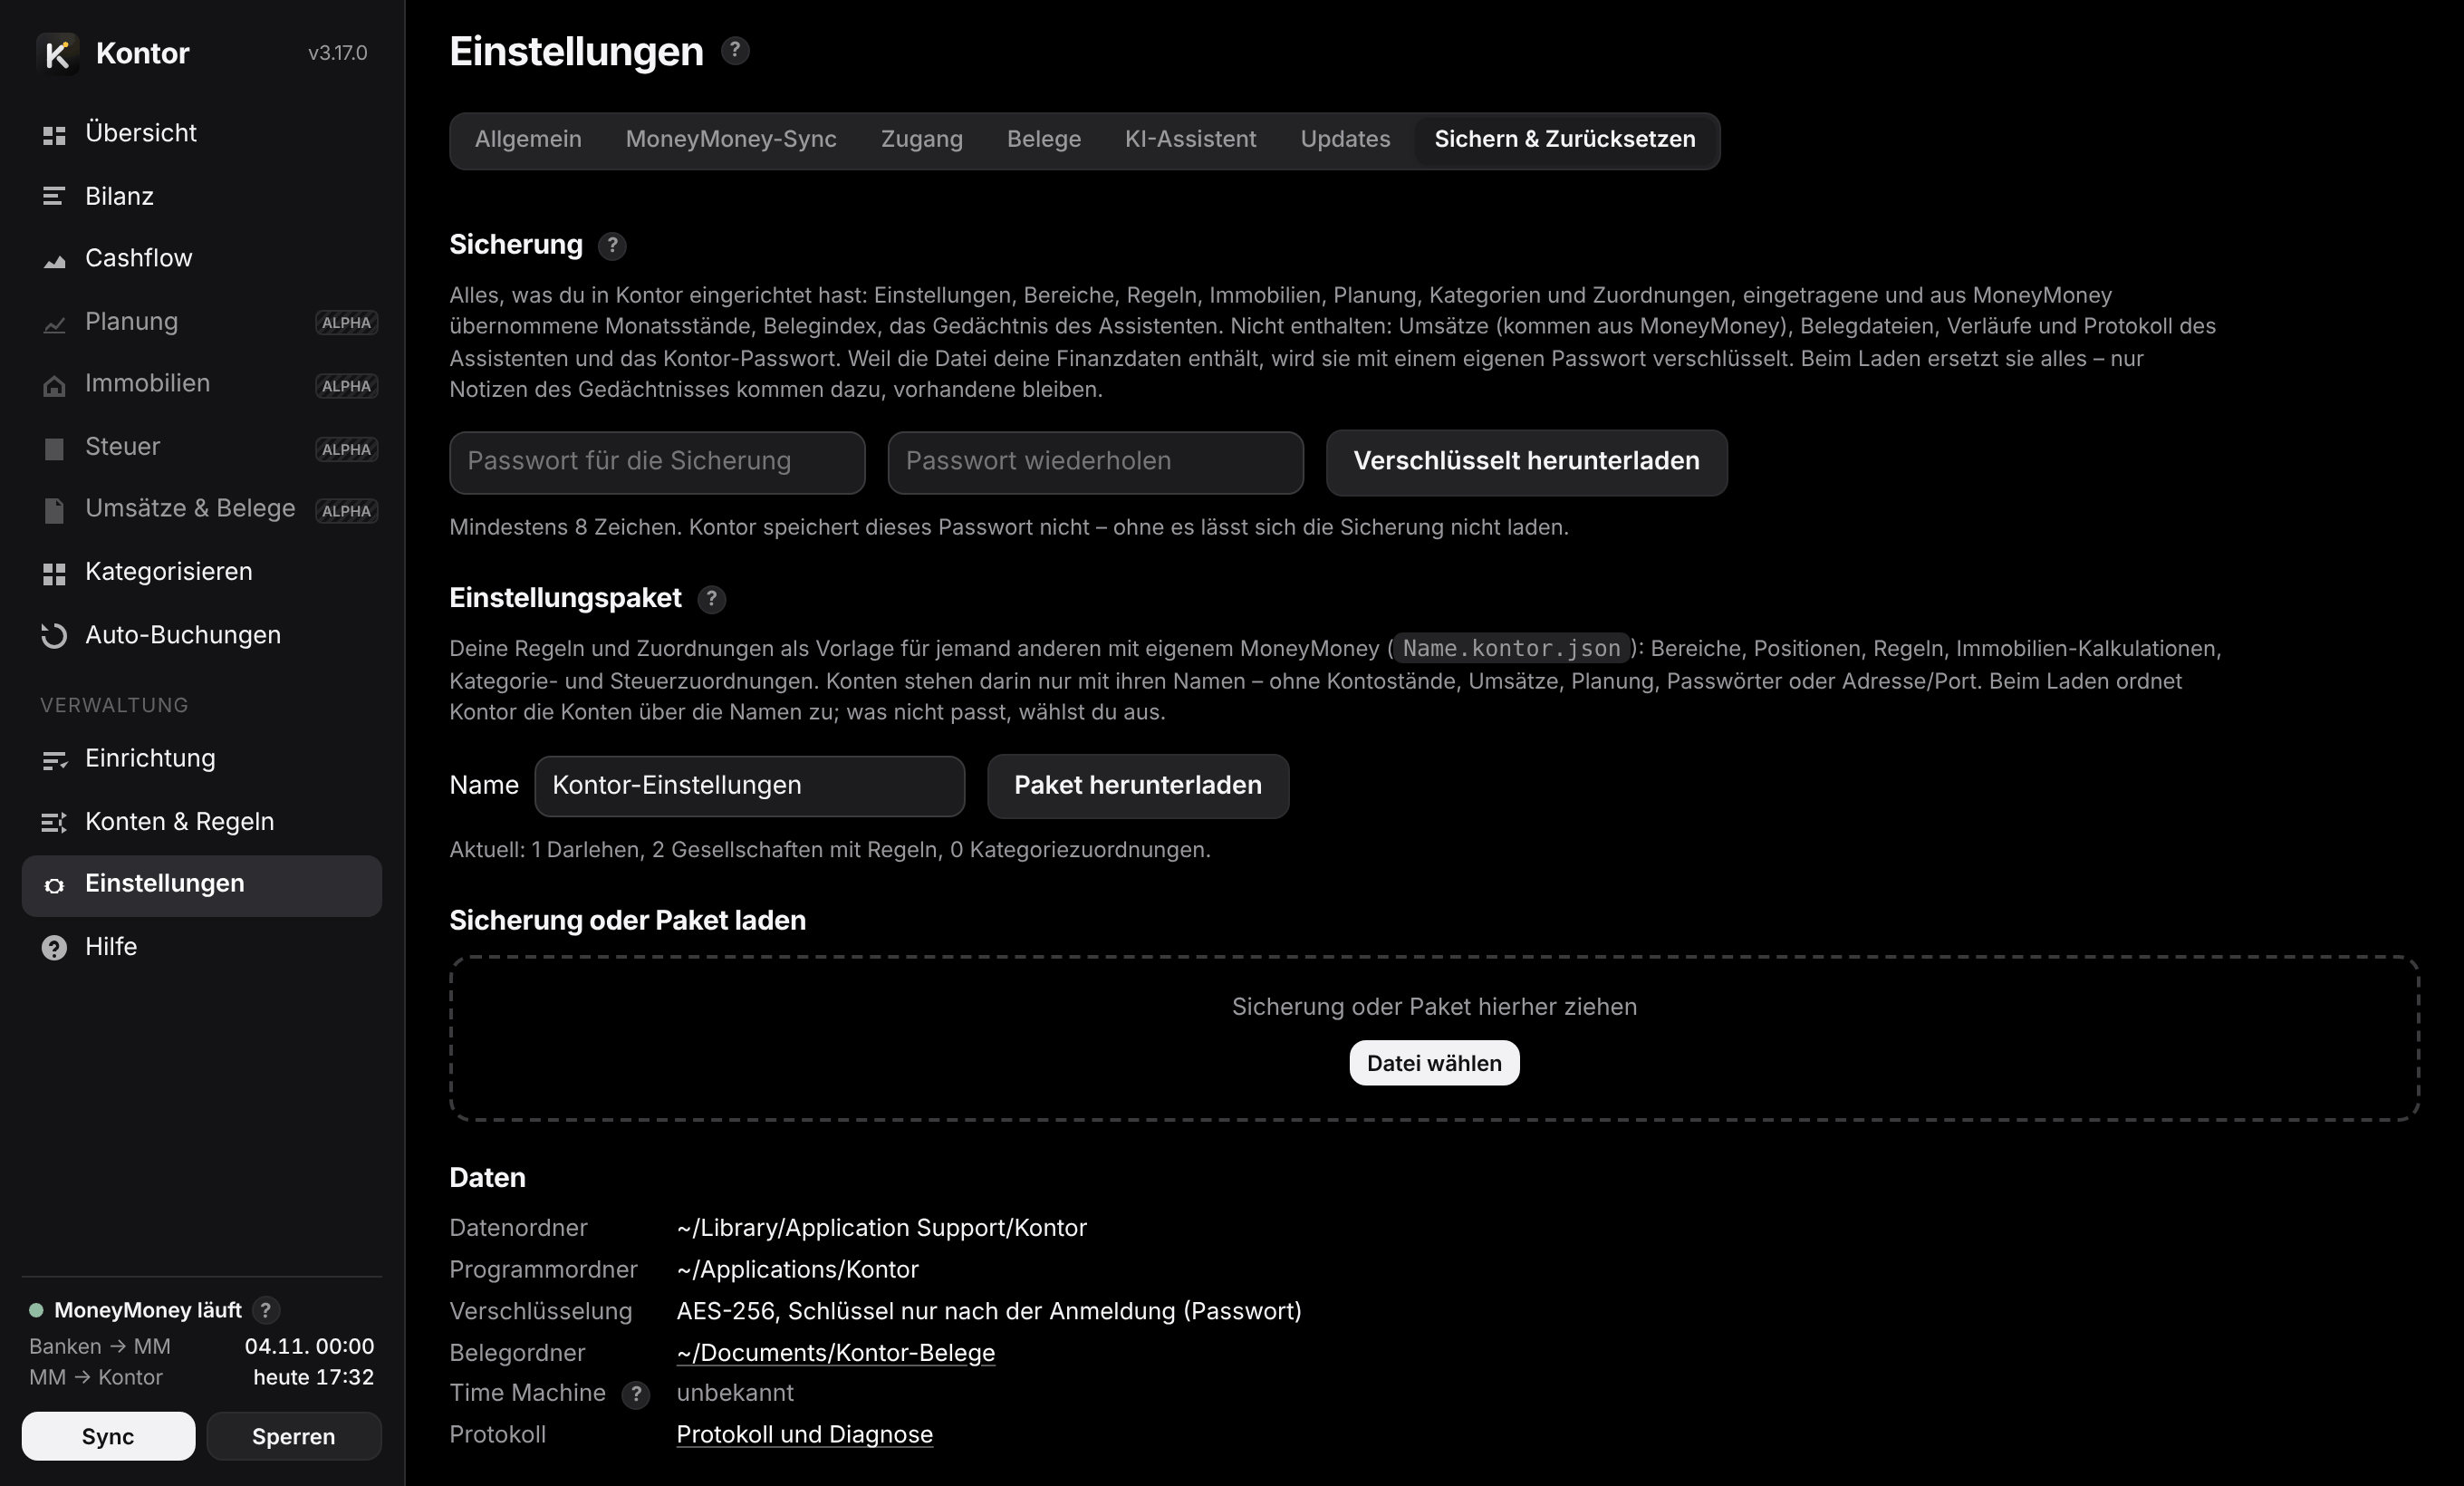 Kontor
v3.17.0
Übersicht
Bilanz
Cashflow
Planung ALPHA
Immobilien ALPHA
Steuer ALPHA
Umsätze & Belege ALPHA
Kategorisieren
Auto-Buchungen
VERWALTUNG
Einrichtung
Konten & Regeln
Einstellungen
Hilfe
MoneyMoney läuft ?
Banken → MM 04.11. 00:00
MM → Kontor heute 17:32
Sync Sperren
Einstellungen ?
Allgemein MoneyMoney-Sync Zugang Belege KI-Assistent Updates Sichern & Zurücksetzen
Sicherung ?
Alles, was du in Kontor eingerichtet hast: Einstellungen, Bereiche, Regeln, Immobilien, Planung, Kategorien und Zuordnungen, eingetragene und aus MoneyMoney
übernommene Monatsstände, Belegindex, das Gedächtnis des Assistenten. Nicht enthalten: Umsätze (kommen aus MoneyMoney), Belegdateien, Verläufe und Protokoll des
Assistenten und das Kontor-Passwort. Weil die Datei deine Finanzdaten enthält, wird sie mit einem eigenen Passwort verschlüsselt. Beim Laden ersetzt sie alles – nur
Notizen des Gedächtnisses kommen dazu, vorhandene bleiben.
Passwort für die Sicherung Passwort wiederholen Verschlüsselt herunterladen
Mindestens 8 Zeichen. Kontor speichert dieses Passwort nicht – ohne es lässt sich die Sicherung nicht laden.
Einstellungspaket ?
Deine Regeln und Zuordnungen als Vorlage für jemand anderen mit eigenem MoneyMoney (Name.kontor.json): Bereiche, Positionen, Regeln, Immobilien-Kalkulationen,
Kategorie- und Steuerzuordnungen. Konten stehen darin nur mit ihren Namen – ohne Kontostände, Umsätze, Planung, Passwörter oder Adresse/Port. Beim Laden ordnet
Kontor die Konten über die Namen zu; was nicht passt, wählst du aus.
Name Kontor-Einstellungen Paket herunterladen
Aktuell: 1 Darlehen, 2 Gesellschaften mit Regeln, 0 Kategoriezuordnungen.
Sicherung oder Paket laden
Sicherung oder Paket hierher ziehen
Datei wählen
Daten
Datenordner ~/Library/Application Support/Kontor
Programmordner ~/Applications/Kontor
Verschlüsselung AES-256, Schlüssel nur nach der Anmeldung (Passwort)
Belegordner ~/Documents/Kontor-Belege
Time Machine ? unbekannt
Protokoll Protokoll und Diagnose